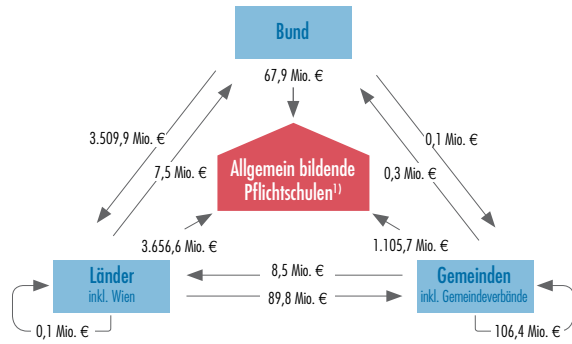 Bund
67,9 Mio. €
3.509,9 Mio. €
0,1 Mio. €
7,5 Mio. €
Allgemein bildende
Pflichtschulen¹⁾
0,3 Mio. €
3.656,6 Mio. €
1.105,7 Mio. €
Länder
inkl. Wien
8,5 Mio. €
89,8 Mio. €
Gemeinden
inkl. Gemeindeverbände
0,1 Mio. €
106,4 Mio. €